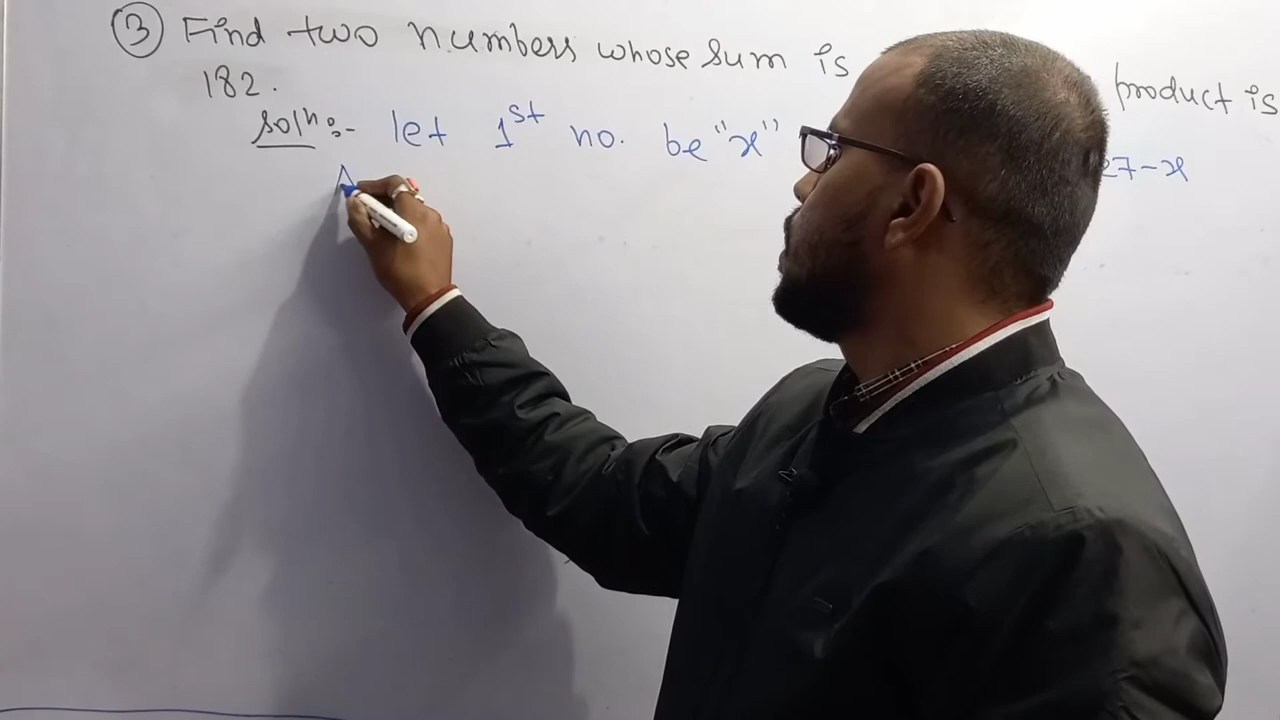 ③ Find two numbers whose sum is product is
182.
Soln:- let 1st no. be "x" 27-x
A